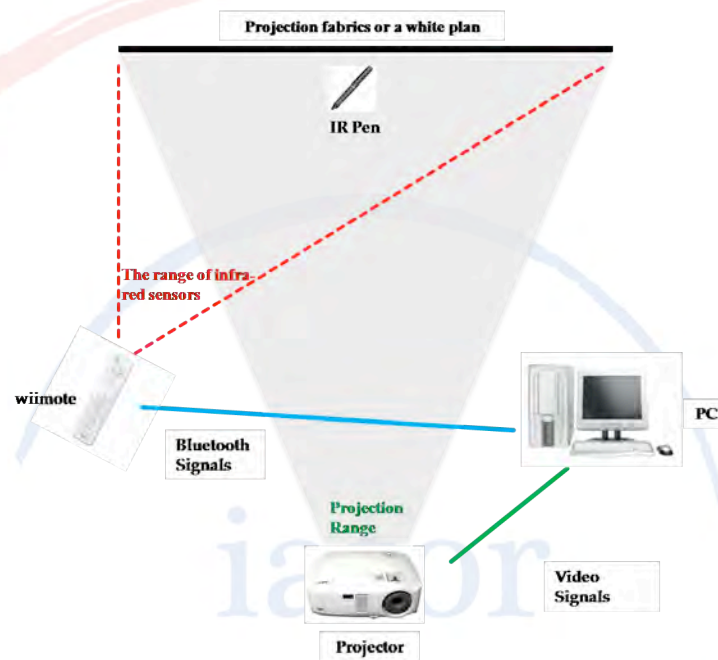 Projection fabrics or a white plan
IR Pen
The range of infra-
red sensors
wiimote
PC
Bluetooth
Signals
Projection
Range
Video
Signals
Projector
iafor